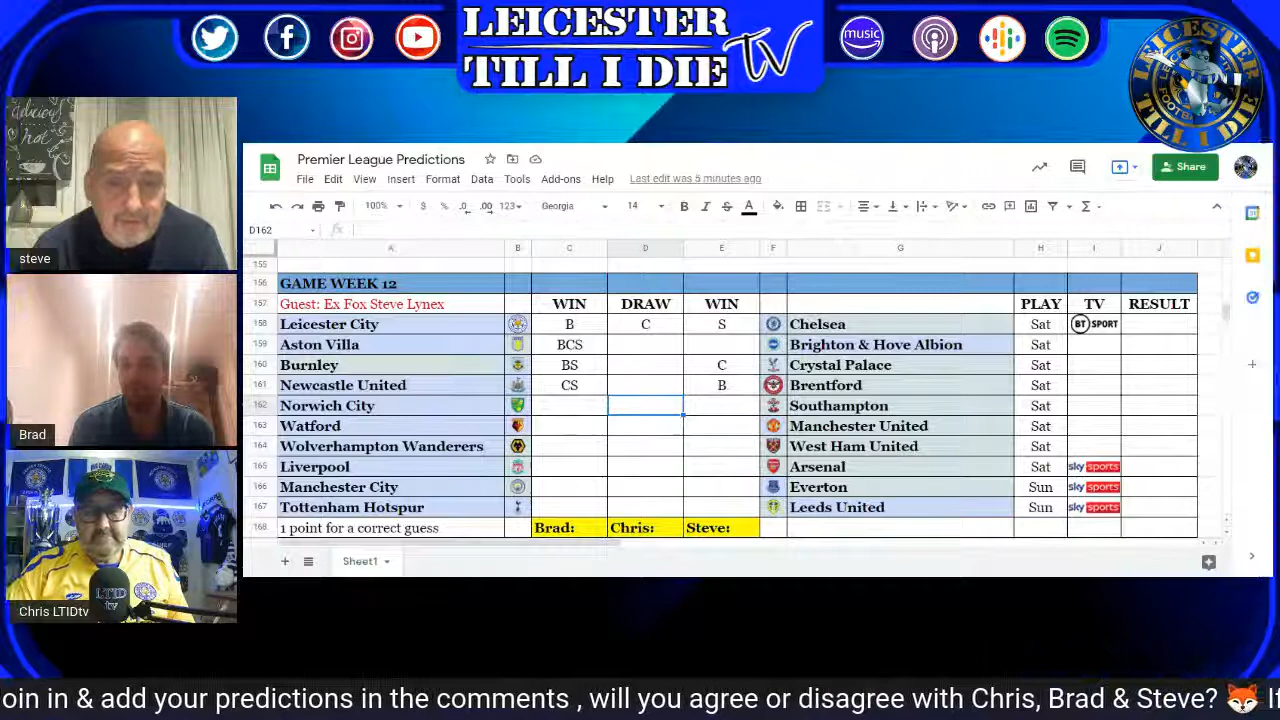 LEICESTER
TILL I DIE TV
music
LEICESTER
FOOTBALL
TILL I DIE
steve
Brad
LTID
tv
Chris LTIDtv
Premier League Predictions
File Edit View Insert Format Data Tools Add-ons Help Last edit was 5 minutes ago
Share
100% $ % .0 .00 123 Georgia 14 B I S A
D162 fx
A B C D E F G H I J
155
156 GAME WEEK 12
157 Guest: Ex Fox Steve Lynex WIN DRAW WIN PLAY TV RESULT
158 Leicester City B C S Chelsea Sat BT SPORT
159 Aston Villa BCS Brighton & Hove Albion Sat
160 Burnley BS C Crystal Palace Sat
161 Newcastle United CS B Brentford Sat
162 Norwich City Southampton Sat
163 Watford Manchester United Sat
164 Wolverhampton Wanderers West Ham United Sat
165 Liverpool Arsenal Sat sky sports
166 Manchester City Everton Sun sky sports
167 Tottenham Hotspur Leeds United Sun sky sports
168 1 point for a correct guess Brad: Chris: Steve:
Sheet1
oin in & add your predictions in the comments , will you agree or disagree with Chris, Brad & Steve?